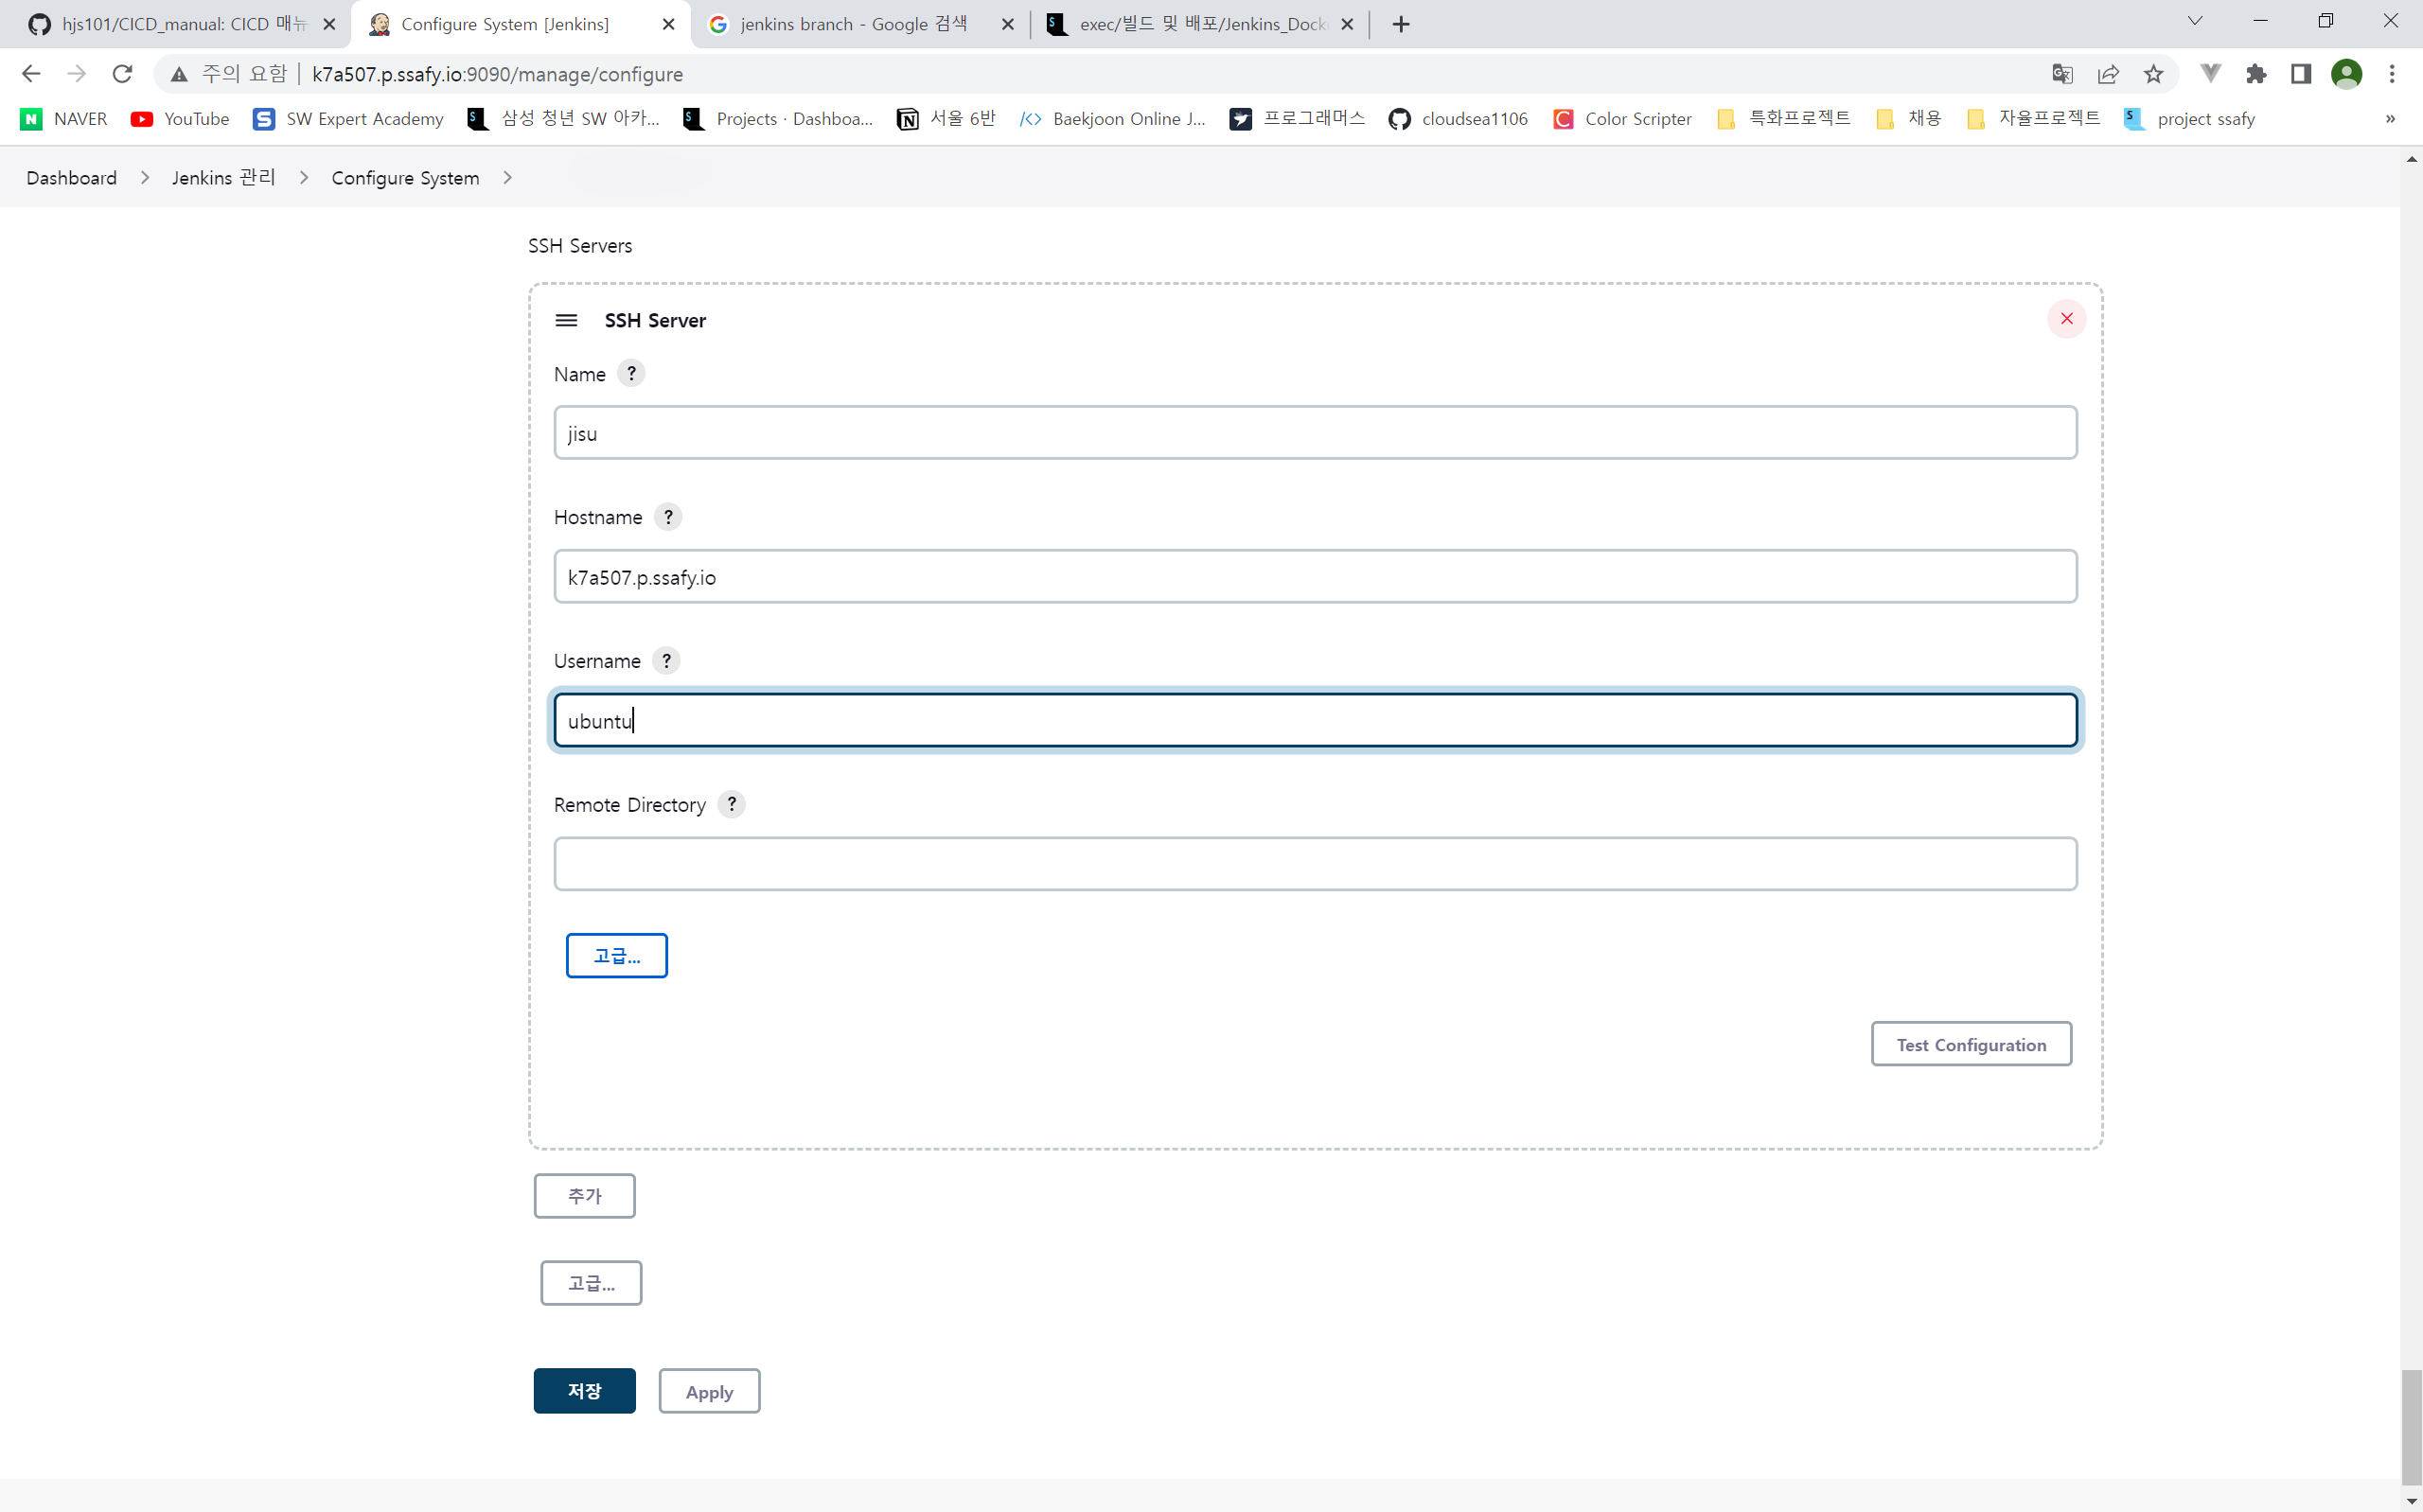 hjs101/CICD_manual: CICD 매뉴
Configure System [Jenkins]
jenkins branch - Google 검색
exec/빌드 및 배포/Jenkins_Dock
주의 요함
k7a507.p.ssafy.io:9090/manage/configure
NAVER
YouTube
SW Expert Academy
삼성 청년 SW 아카...
Projects · Dashboa...
서울 6반
Baekjoon Online J...
프로그래머스
cloudsea1106
Color Scripter
특화프로젝트
채용
자율프로젝트
project ssafy
»
Dashboard > Jenkins 관리 > Configure System >
SSH Servers
SSH Server
Name ?
jisu
Hostname ?
k7a507.p.ssafy.io
Username ?
ubuntu
Remote Directory ?
고급...
Test Configuration
추가
고급...
저장
Apply